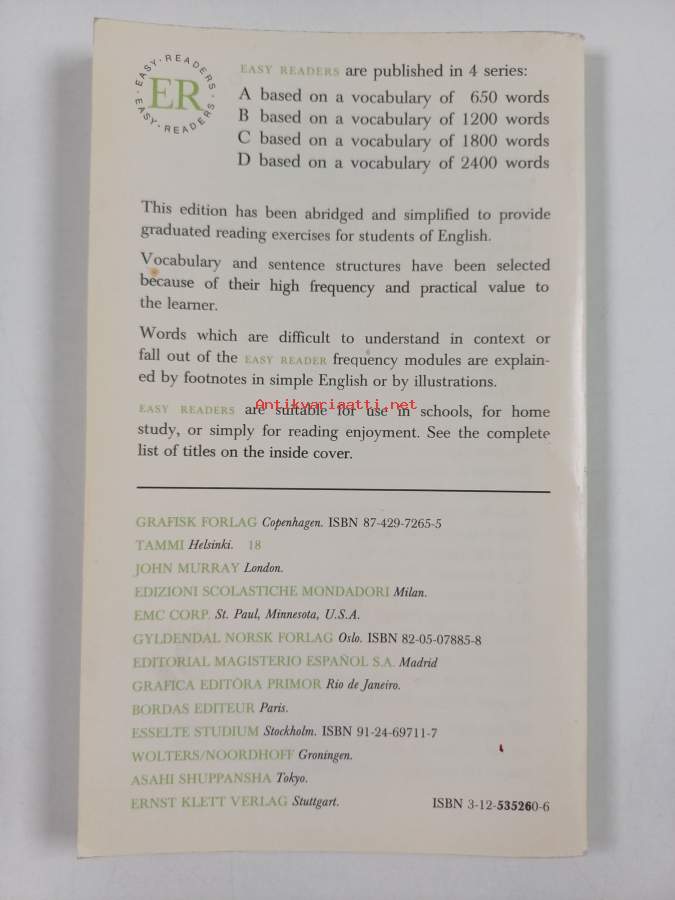 EASY-READERS
ER
EASY-READERS
EASY READERS are published in 4 series:
A based on a vocabulary of 650 words
B based on a vocabulary of 1200 words
C based on a vocabulary of 1800 words
D based on a vocabulary of 2400 words
This edition has been abridged and simplified to provide
graduated reading exercises for students of English.
Vocabulary and sentence structures have been selected
because of their high frequency and practical value to
the learner.
Words which are difficult to understand in context or
fall out of the EASY READER frequency modules are explain-
ed by footnotes in simple English or by illustrations.
Antikvariaatti.net
EASY READERS are suitable for use in schools, for home
study, or simply for reading enjoyment. See the complete
list of titles on the inside cover.
GRAFISK FORLAG Copenhagen. ISBN 87-429-7265-5
TAMMI Helsinki. 18
JOHN MURRAY London.
EDIZIONI SCOLASTICHE MONDADORI Milan.
EMC CORP. St. Paul, Minnesota, U.S.A.
GYLDENDAL NORSK FORLAG Oslo. ISBN 82-05-07885-8
EDITORIAL MAGISTERIO ESPAÑOL S.A. Madrid
GRAFICA EDITÔRA PRIMOR Rio de Janeiro.
BORDAS EDITEUR Paris.
ESSELTE STUDIUM Stockholm. ISBN 91-24-69711-7
WOLTERS/NOORDHOFF Groningen.
ASAHI SHUPPANSHA Tokyo.
ERNST KLETT VERLAG Stuttgart. ISBN 3-12-535260-6